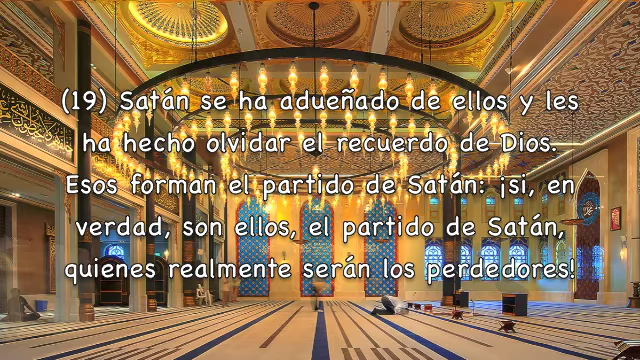 (19) Satán se ha adueñado de ellos y les
ha hecho olvidar el recuerdo de Dios.
Esos forman el partido de Satán: ¡si, en
verdad, son ellos, el partido de Satán,
quienes realmente serán los perdedores!